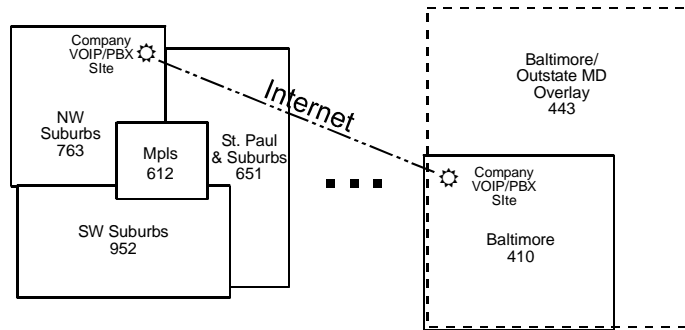 Company
VOIP/PBX
SIte
NW
Suburbs
763
Mpls
612
St. Paul
& Suburbs
651
SW Suburbs
952
Internet
Baltimore/
Outstate MD
Overlay
443
Company
VOIP/PBX
SIte
Baltimore
410